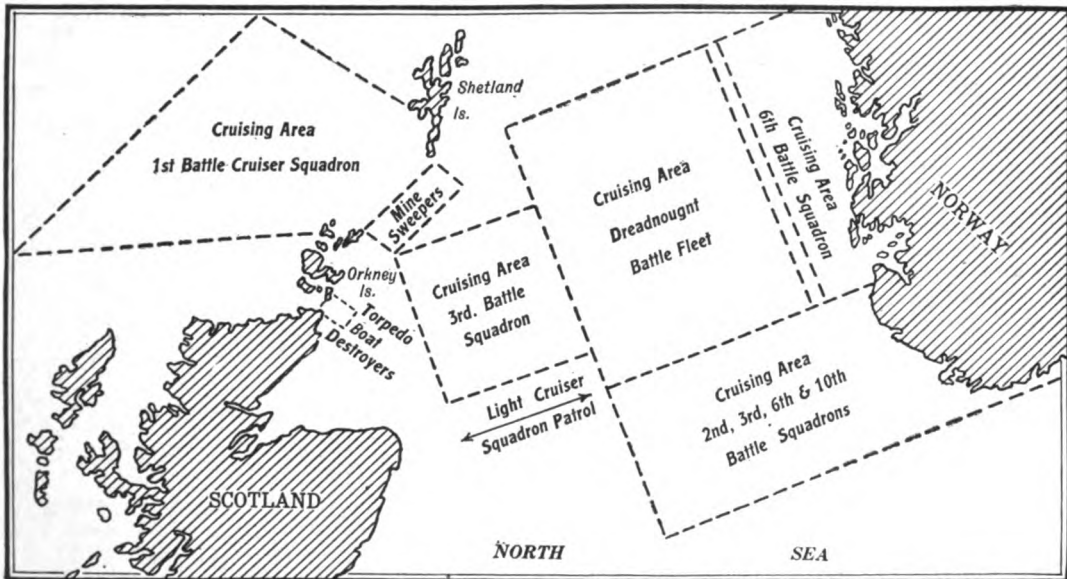 Shetland
Is.
Cruising Area
1st Battle Cruiser Squadron
Mine
Sweepers
Orkney
Is.
Torpedo
Boat
Destroyers
Cruising Area
3rd. Battle
Squadron
Light Cruiser
Squadron Patrol
Cruising Area
Dreadnougnt
Battle Fleet
Cruising Area
6th Battle Squadron
NORWAY
Cruising Area
2nd, 3rd, 6th & 10th
Battle Squadrons
SCOTLAND
NORTH SEA